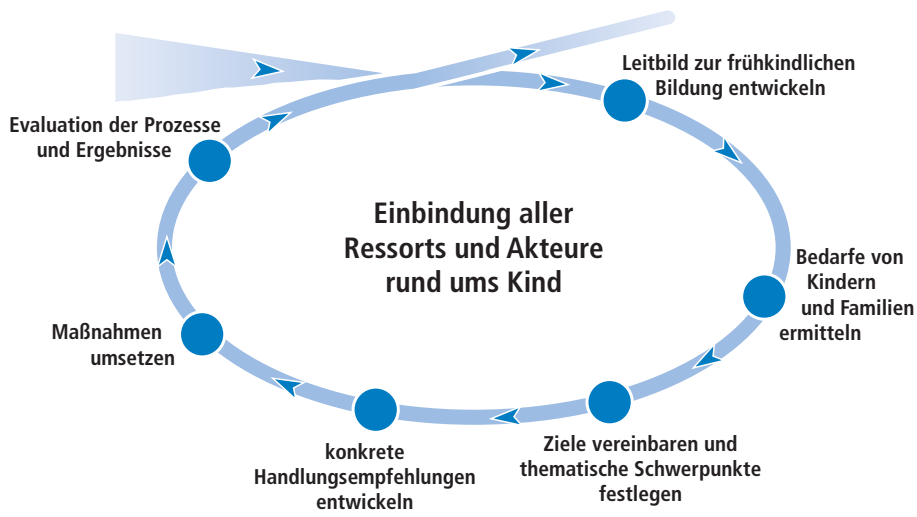 Leitbild zur frühkindlichen
Bildung entwickeln
Bedarfe von
Kindern
und Familien
ermitteln
Ziele vereinbaren und
thematische Schwerpunkte
festlegen
konkrete
Handlungsempfehlungen
entwickeln
Maßnahmen
umsetzen
Evaluation der Prozesse
und Ergebnisse
Einbindung aller
Ressorts und Akteure
rund ums Kind